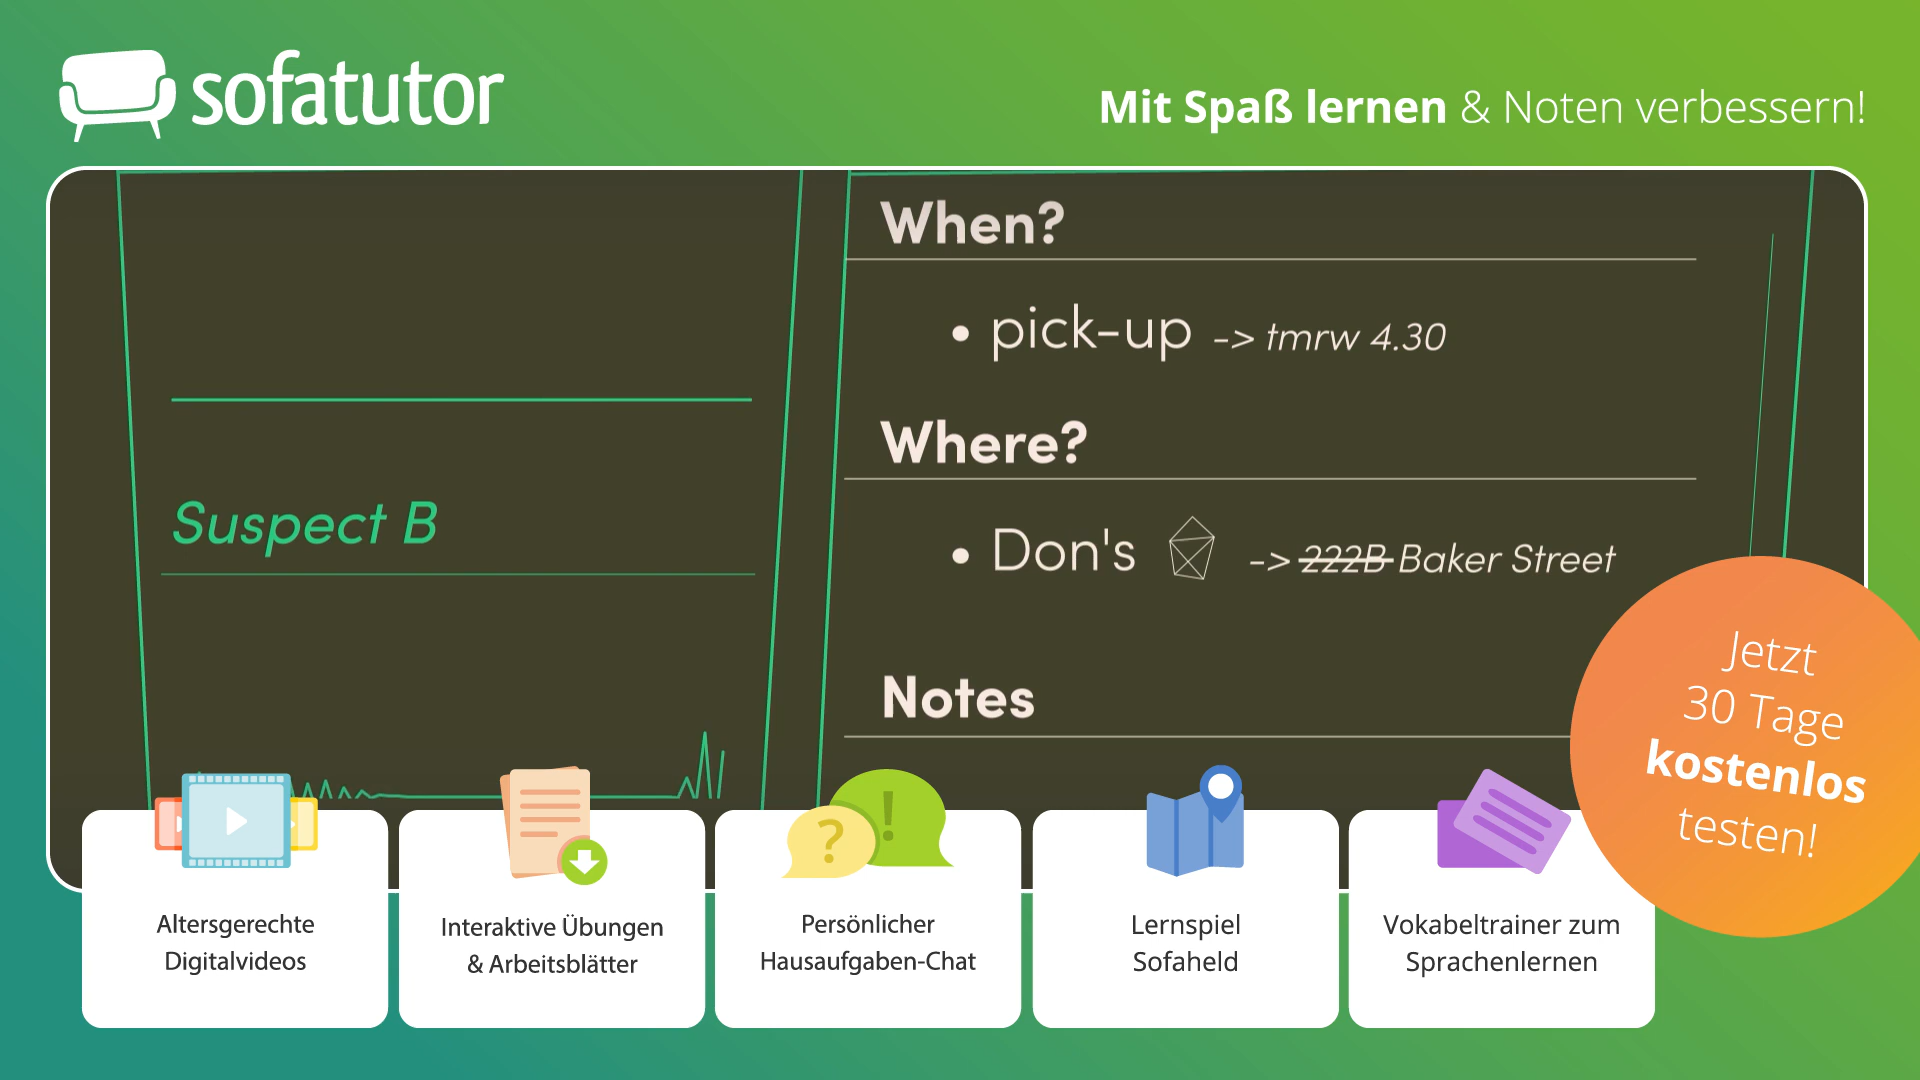 sofatutor
Mit Spaß lernen & Noten verbessern!
When?
• pick-up -> tmrw 4.30
Where?
Suspect B
• Don's -> 222B Baker Street
Notes
Jetzt
30 Tage
kostenlos
testen!
? !
Altersgerechte
Digitalvideos
Interaktive Übungen
& Arbeitsblätter
Persönlicher
Hausaufgaben-Chat
Lernspiel
Sofaheld
Vokabeltrainer zum
Sprachenlernen